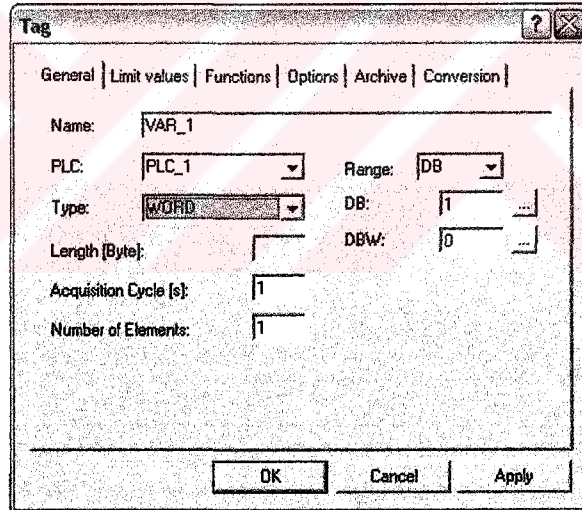 Tag
General Limit values Functions Options Archive Conversion
Name: VAR_1
PLC: PLC_1 Range: DB
Type: WORD DB: 1 ...
Length [Byte]: DBW: 0 ...
Acquisition Cycle [s]: 1
Number of Elements: 1
OK Cancel Apply